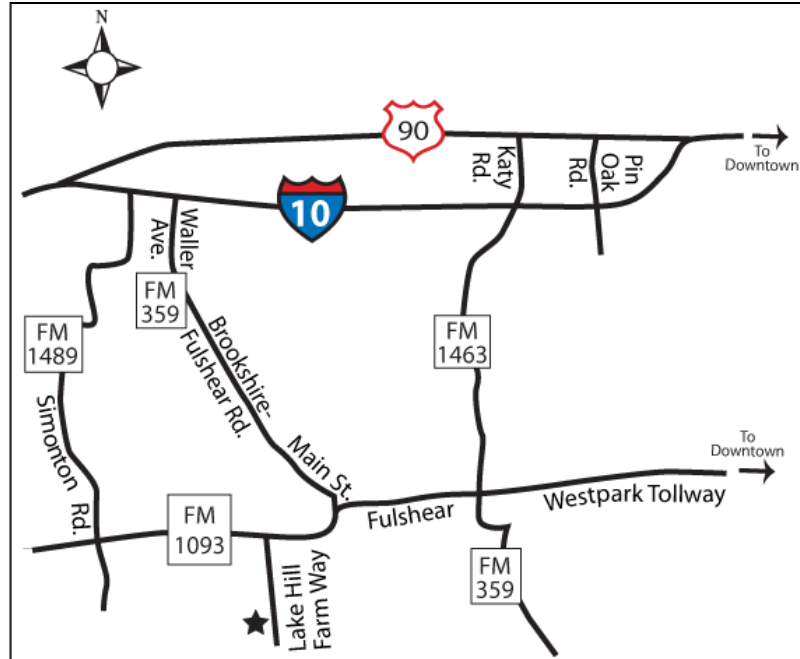 N
90
To
Downtown
Katy
Rd.
Pin
Oak
Rd.
10
Waller
Ave.
FM
359
FM
1489
FM
1463
Brookshire-
Fulshear Rd.
Simonton
Rd.
Main St.
To
Downtown
Westpark Tollway
Fulshear
FM
1093
FM
359
Lake Hill
Farm Way